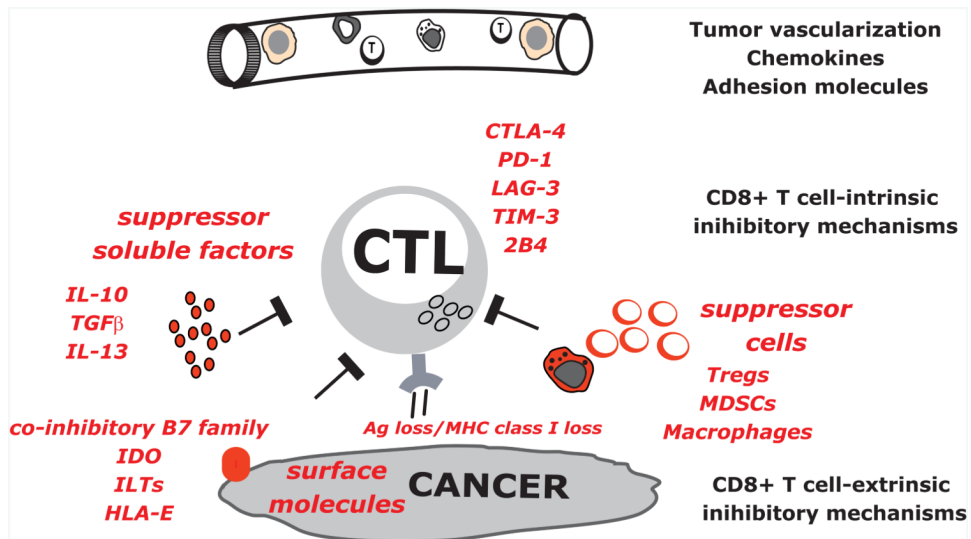 Tumor vascularization
Chemokines
Adhesion molecules
T
T
CTLA-4
PD-1
LAG-3
TIM-3
2B4
CD8+ T cell-intrinsic
inihibitory mechanisms
suppressor
soluble factors
IL-10
TGFβ
IL-13
CTL
suppressor
cells
Tregs
MDSCs
Macrophages
co-inhibitory B7 family
IDO
ILTs
HLA-E
Ag loss/MHC class I loss
surface
molecules
CANCER
CD8+ T cell-extrinsic
inihibitory mechanisms